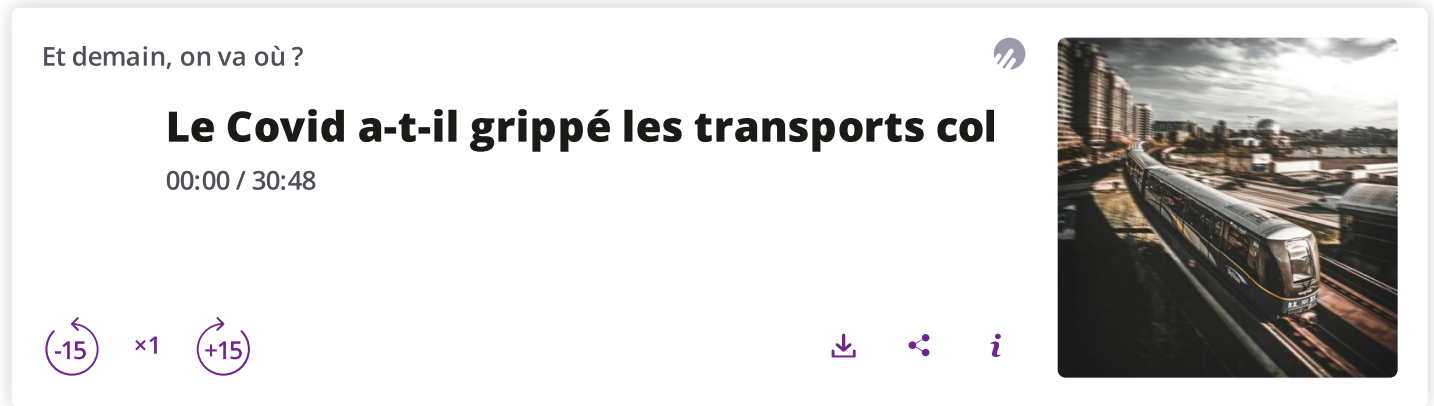 Et demain, on va où ?
Le Covid a-t-il grippé les transports col
00:00 / 30:48
-15
×1
+15
i